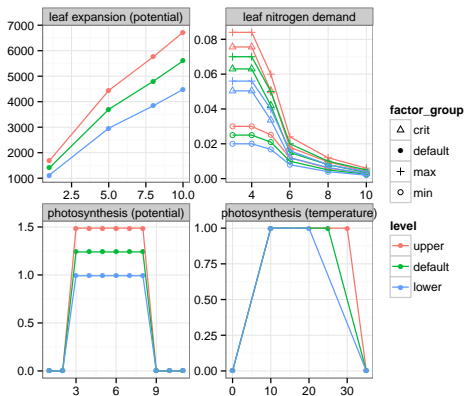 leaf expansion (potential)
leaf nitrogen demand
7000
6000
5000
4000
3000
2000
1000
2.5
5.0
7.5
10.0
0.08
0.06
0.04
0.02
0.00
4
6
8
10
photosynthesis (potential)
photosynthesis (temperature)
1.5
1.0
0.5
0.0
3
6
9
1.00
0.75
0.50
0.25
0.00
0
10
20
30
factor_group
crit
default
max
min
level
upper
default
lower